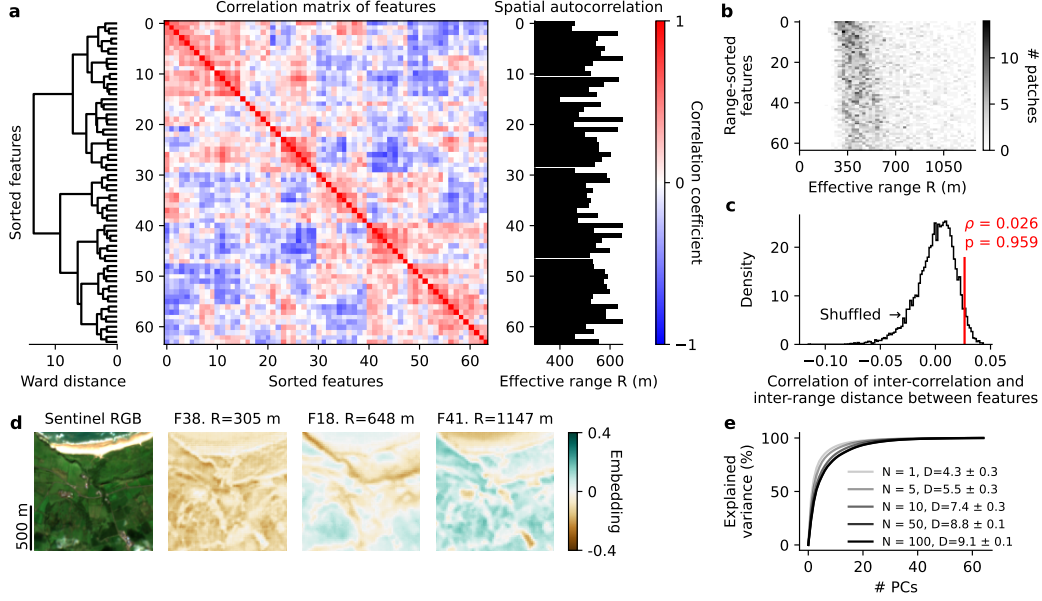 a
Correlation matrix of features
Spatial autocorrelation
Sorted features
0
10
20
30
40
50
60
10
0
Ward distance
0
10
20
30
40
50
60
Sorted features
0
10
20
30
40
50
60
400
600
Effective range R (m)
1
0
−1
Correlation coefficient
b
Range-sorted
features
0
20
40
60
350
700
1050
Effective range R (m)
10
5
0
# patches
c
Density
20
10
0
ρ = 0.026
p = 0.959
Shuffled →
−0.10
−0.05
0.00
0.05
Correlation of inter-correlation and
inter-range distance between features
d
Sentinel RGB
F38. R=305 m
F18. R=648 m
F41. R=1147 m
500 m
0.4
0
-0.4
Embedding
e
Explained
variance (%)
100
50
0
N = 1, D=4.3 ± 0.3
N = 5, D=5.5 ± 0.3
N = 10, D=7.4 ± 0.3
N = 50, D=8.8 ± 0.1
N = 100, D=9.1 ± 0.1
0
20
40
60
# PCs